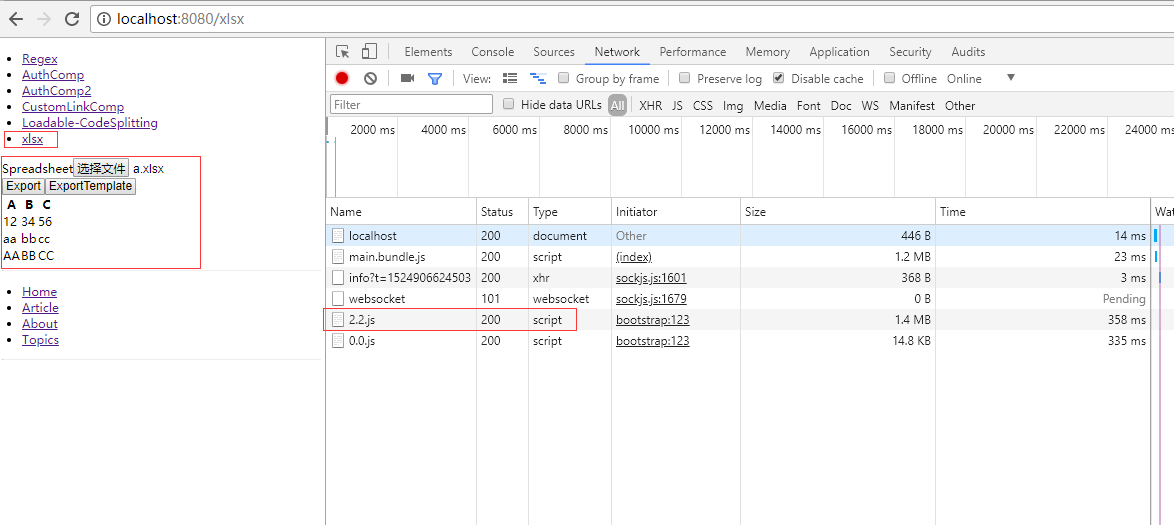 localhost:8080/xlsx
Regex
AuthComp
AuthComp2
CustomLinkComp
Loadable-CodeSplitting
xlsx
Spreadsheet 选择文件 a.xlsx
Export ExportTemplate
A B C
12 34 56
aa bb cc
AA BB CC
Home
Article
About
Topics
Elements Console Sources Network Performance Memory Application Security Audits
View: Group by frame Preserve log Disable cache Offline Online
Filter Hide data URLs All XHR JS CSS Img Media Font Doc WS Manifest Other
2000 ms 4000 ms 6000 ms 8000 ms 10000 ms 12000 ms 14000 ms 16000 ms 18000 ms 20000 ms 22000 ms 24000 ms
Name Status Type Initiator Size Time Wat
localhost 200 document Other 446 B 14 ms
main.bundle.js 200 script (index) 1.2 MB 23 ms
info?t=1524906624503 200 xhr sockjs.js:1601 368 B 3 ms
websocket 101 websocket sockjs.js:1679 0 B Pending
2.2.js 200 script bootstrap:123 1.4 MB 358 ms
0.0.js 200 script bootstrap:123 14.8 KB 335 ms